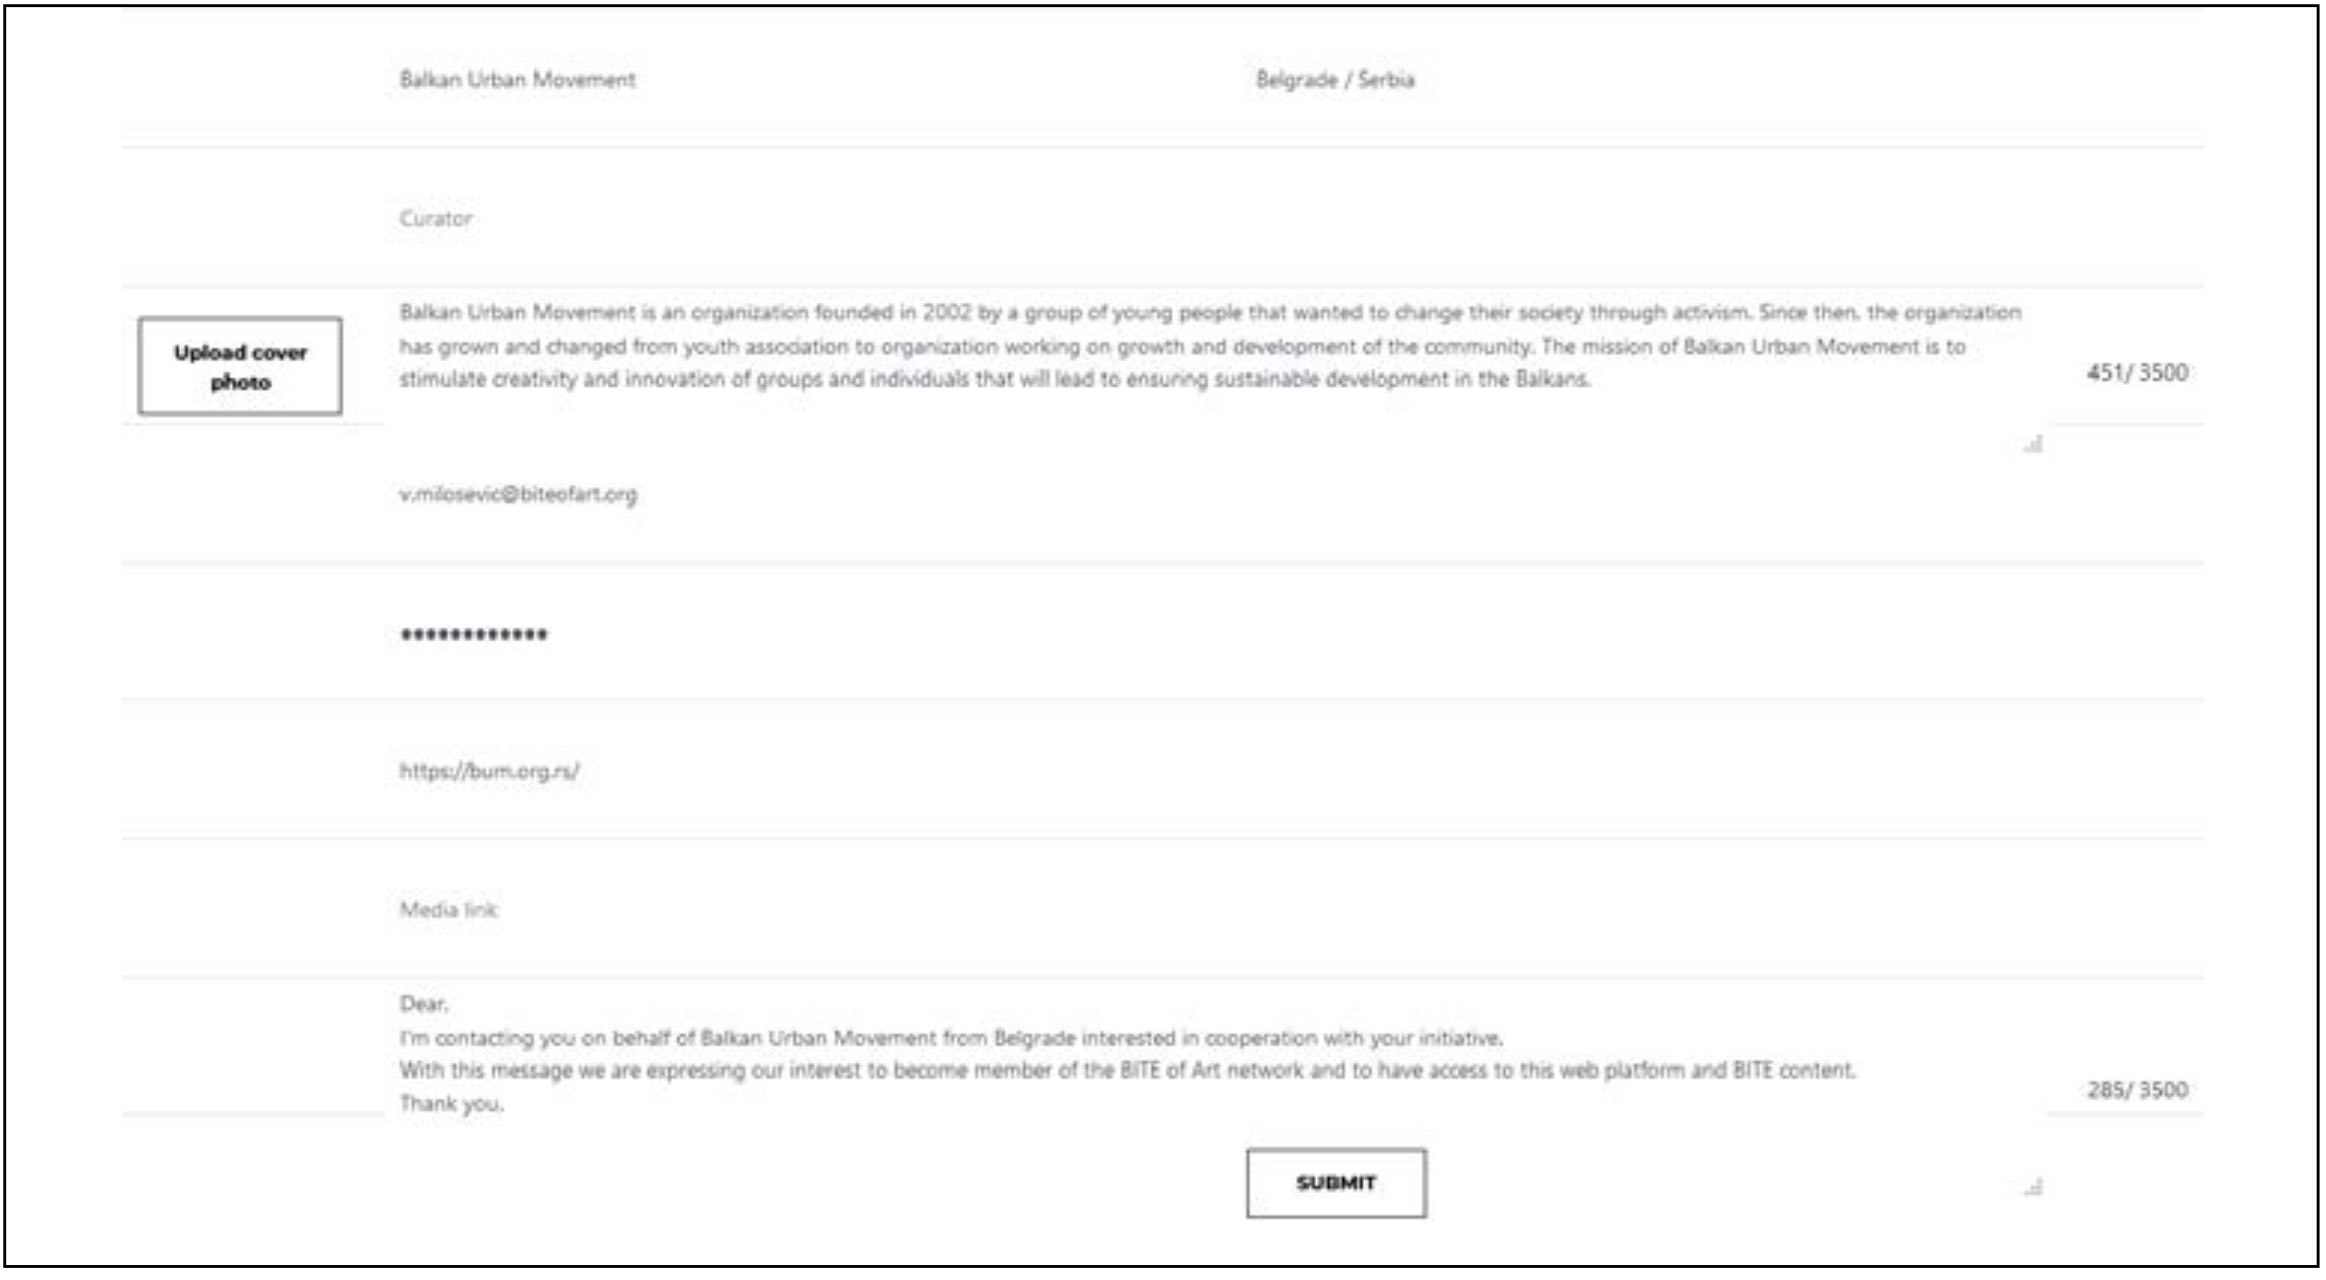 Balkan Urban Movement
Belgrade / Serbia
Curator
Upload cover
photo
Balkan Urban Movement is an organization founded in 2002 by a group of young people that wanted to change their society through activism. Since then, the organization
has grown and changed from youth association to organization working on growth and development of the community. The mission of Balkan Urban Movement is to
stimulate creativity and innovation of groups and individuals that will lead to ensuring sustainable development in the Balkans.
451/ 3500
v.milosevic@biteofart.org
••••••••••••
https://bum.org.rs/
Media link
Dear,
I'm contacting you on behalf of Balkan Urban Movement from Belgrade interested in cooperation with your initiative.
With this message we are expressing our interest to become member of the BITE of Art network and to have access to this web platform and BITE content.
Thank you.
285/ 3500
SUBMIT